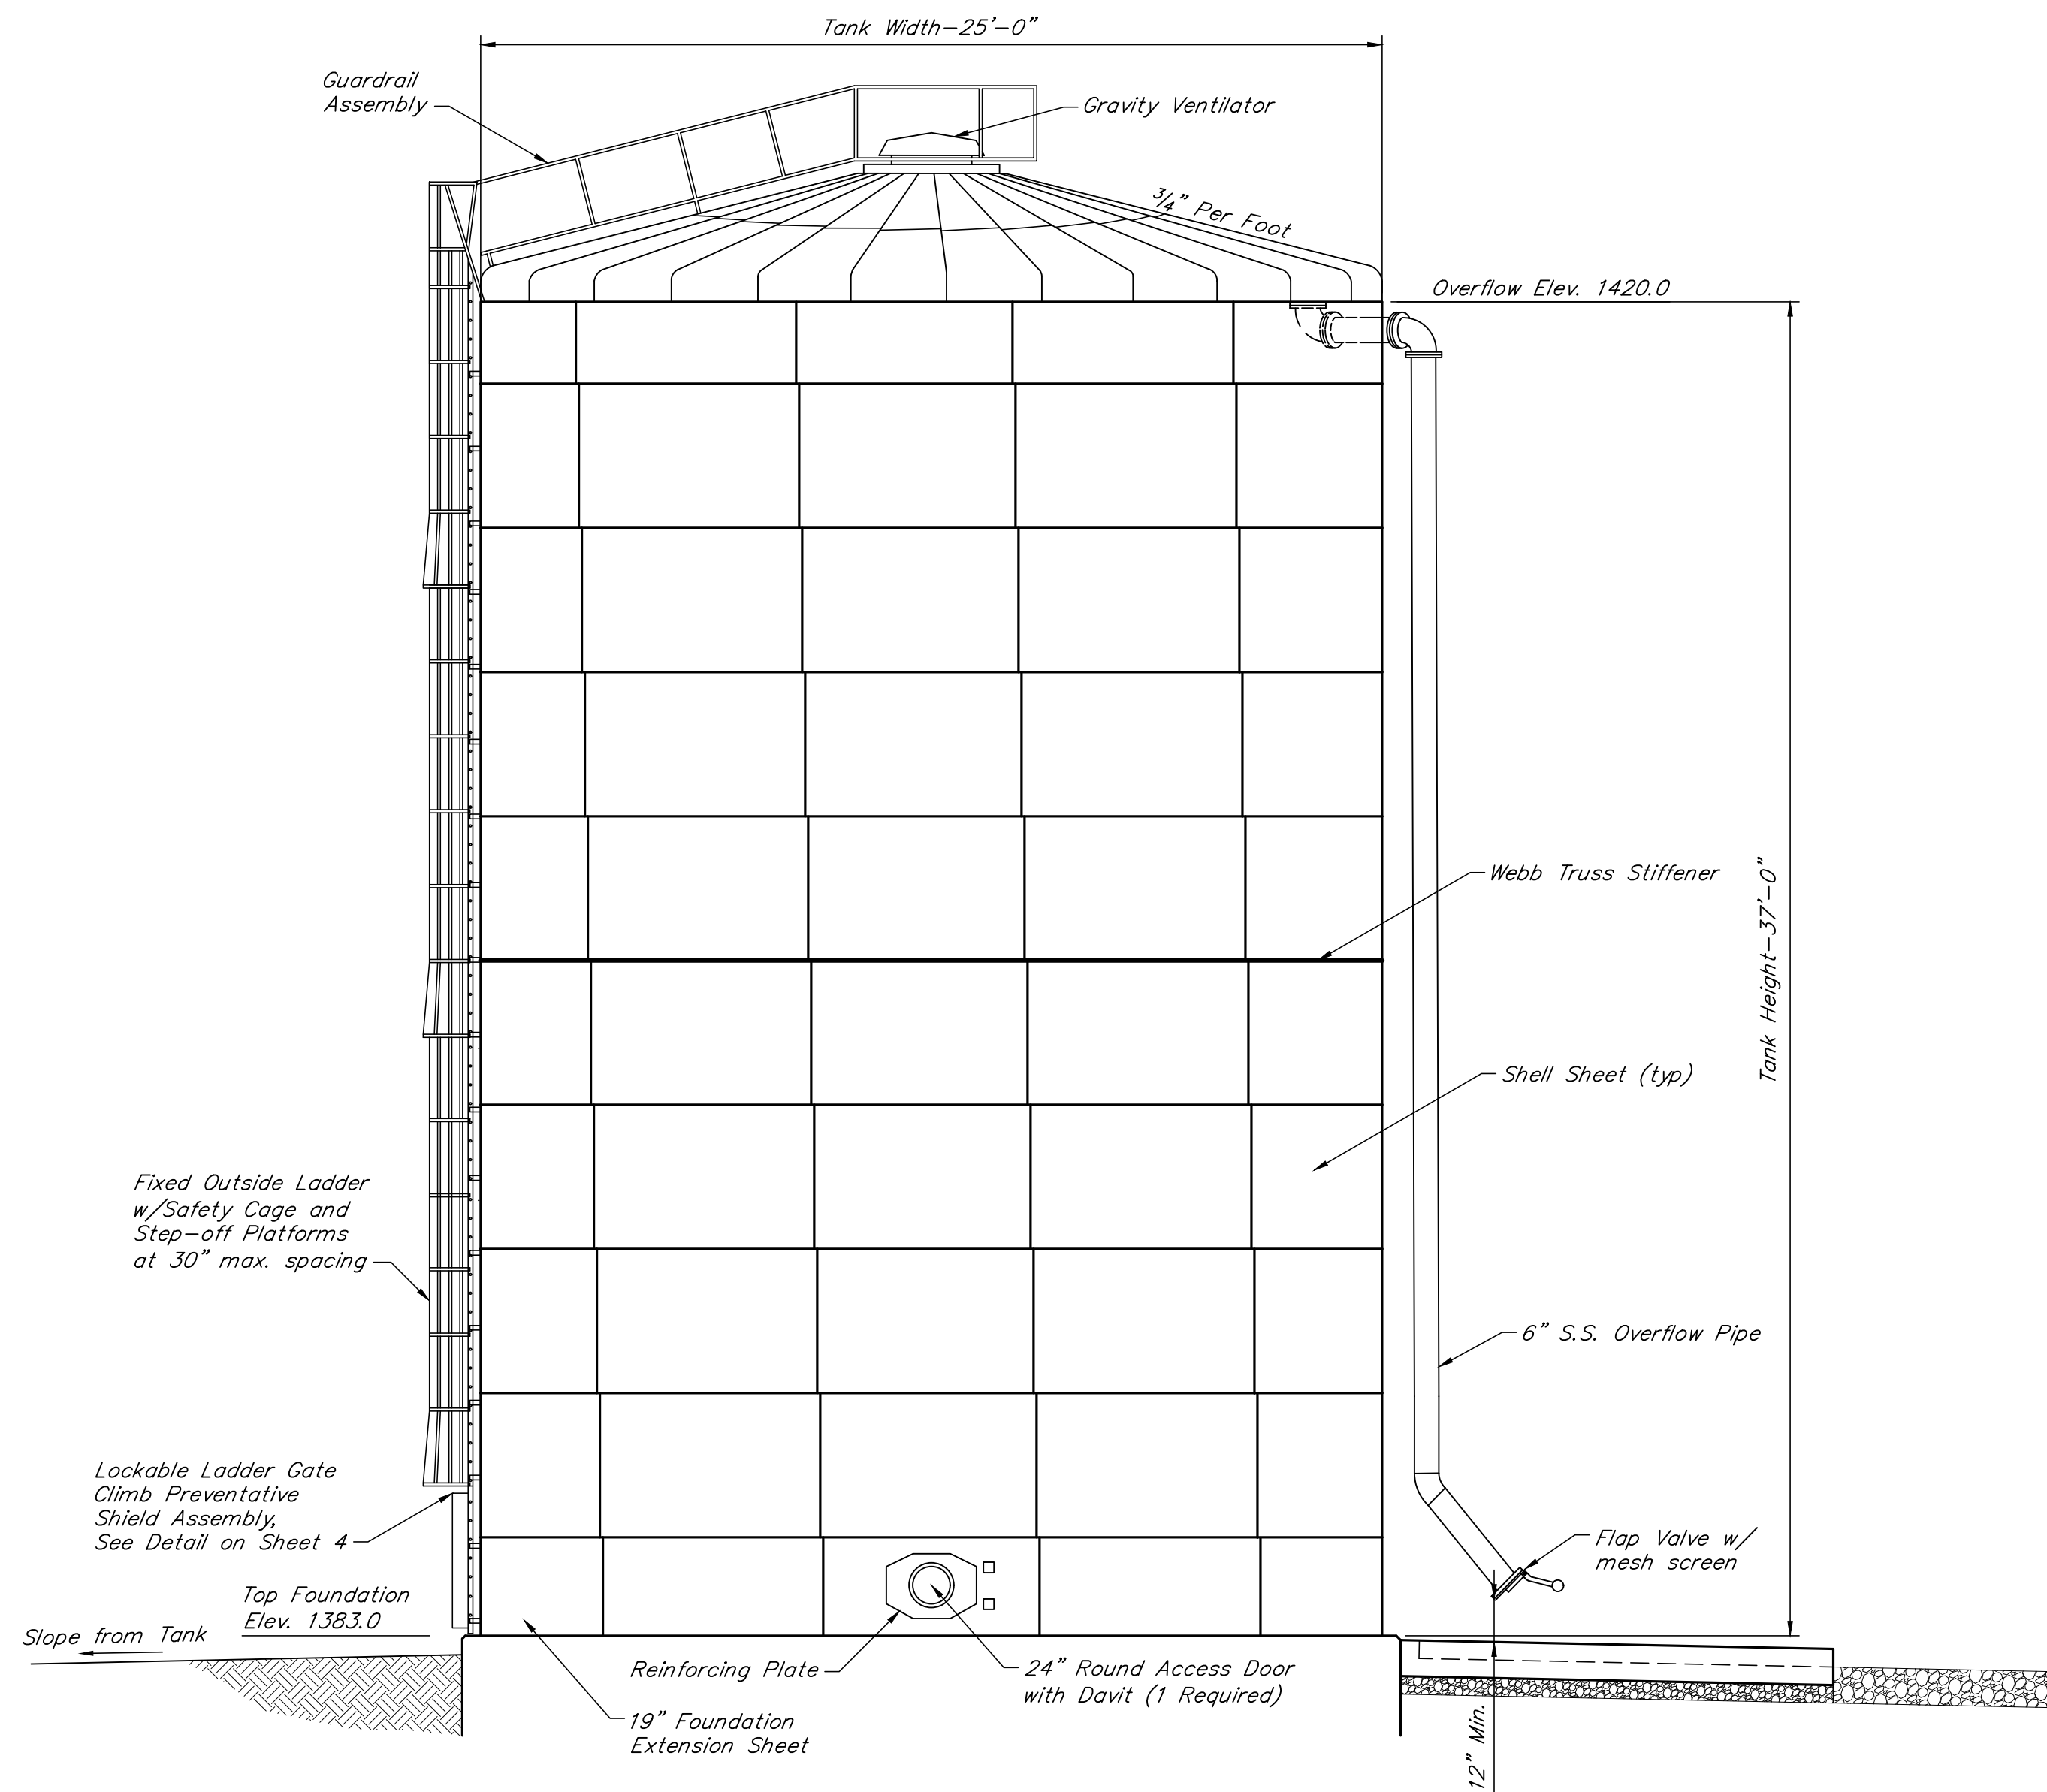 Tank Width-25'-0"
Guardrail
Assembly
Gravity Ventilator
3/4" Per Foot
Overflow Elev. 1420.0
Webb Truss Stiffener
Tank Height-37'-0"
Shell Sheet (typ)
Fixed Outside Ladder
w/Safety Cage and
Step-off Platforms
at 30" max. spacing
6" S.S. Overflow Pipe
Lockable Ladder Gate
Climb Preventative
Shield Assembly,
See Detail on Sheet 4
Flap Valve w/
mesh screen
Top Foundation
Elev. 1383.0
Slope from Tank
Reinforcing Plate
24" Round Access Door
with Davit (1 Required)
19" Foundation
Extension Sheet
12" Min.